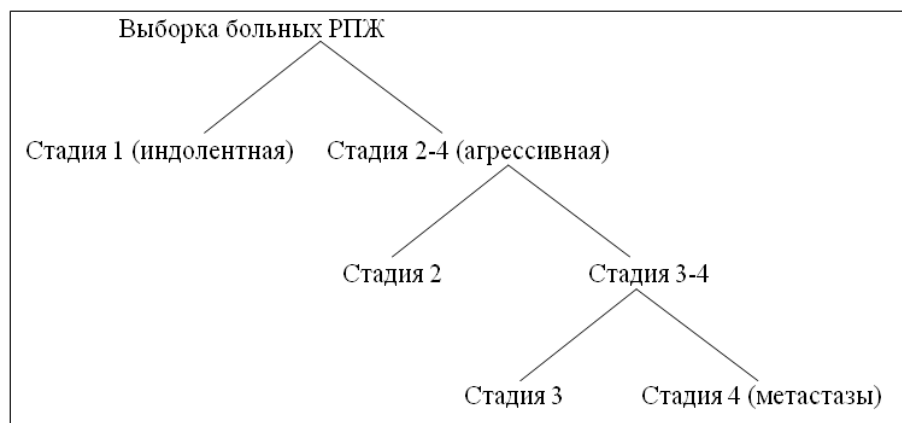 Выборка больных РПЖ
Стадия 1 (индолентная)
Стадия 2-4 (агрессивная)
Стадия 2
Стадия 3-4
Стадия 3
Стадия 4 (метастазы)